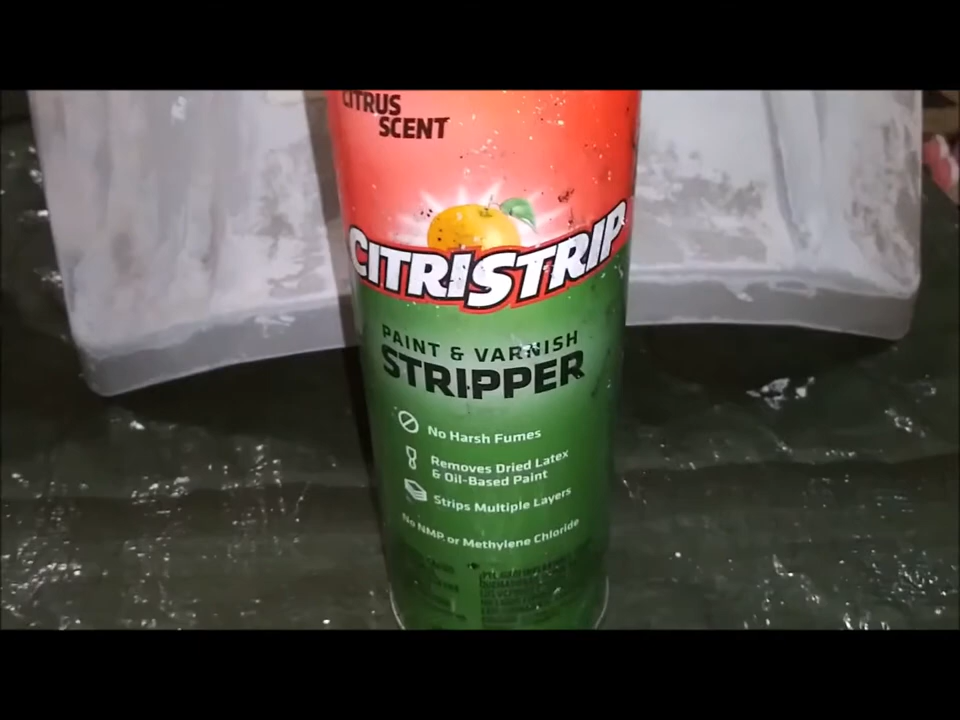 CITRUS
SCENT
CITRISTRIP
PAINT & VARNISH
STRIPPER
No Harsh Fumes
Removes Dried Latex
& Oil-Based Paint
Strips Multiple Layers
No NMP or Methylene Chloride